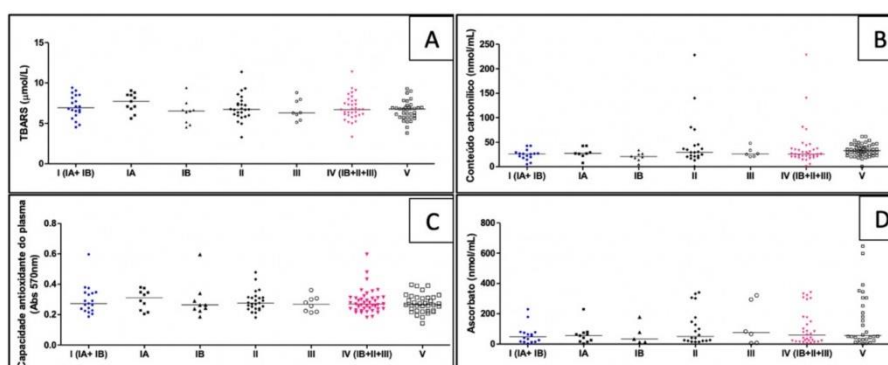 A
TBARS (µmol/L)
15
10
5
0
I (IA+ IB) IA IB II III IV (IB+II+III) V
B
Conteúdo carbonílico (nmol/mL)
250
200
150
100
50
0
I (IA+ IB) IA IB II III IV (IB+II+III) V
C
Capacidade antioxidante do plasma
(Abs 570nm)
0.8
0.6
0.4
0.2
0.0
I (IA+ IB) IA IB II III IV (IB+II+III) V
D
Ascorbato (nmol/mL)
800
600
400
200
0
I (IA+ IB) IA IB II III IV (IB+II+III) V